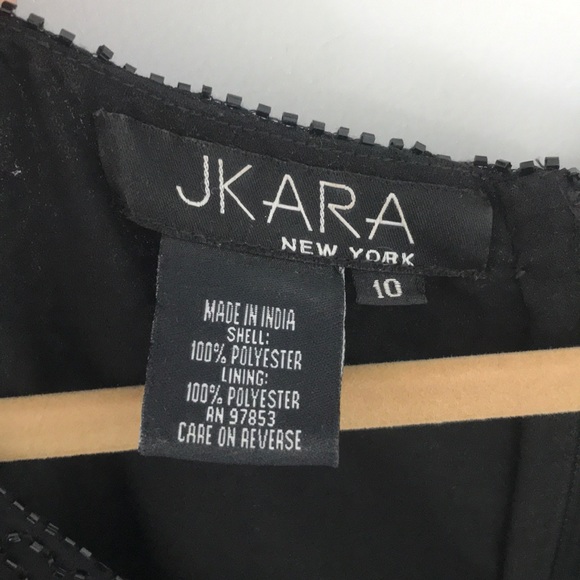 JKARA
NEW YORK
10
MADE IN INDIA
SHELL:
100% POLYESTER
LINING:
100% POLYESTER
RN 97853
CARE ON REVERSE